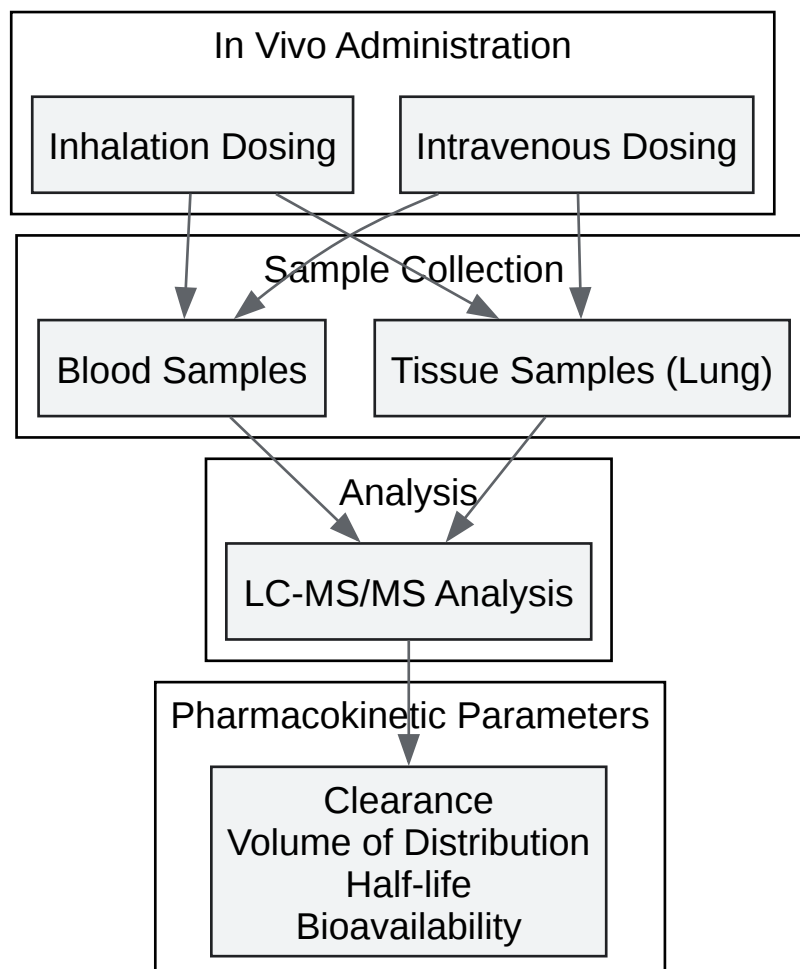 In Vivo Administration
Inhalation Dosing
Intravenous Dosing
Sample Collection
Blood Samples
Tissue Samples (Lung)
Analysis
LC-MS/MS Analysis
Pharmacokinetic Parameters
Clearance
Volume of Distribution
Half-life
Bioavailability